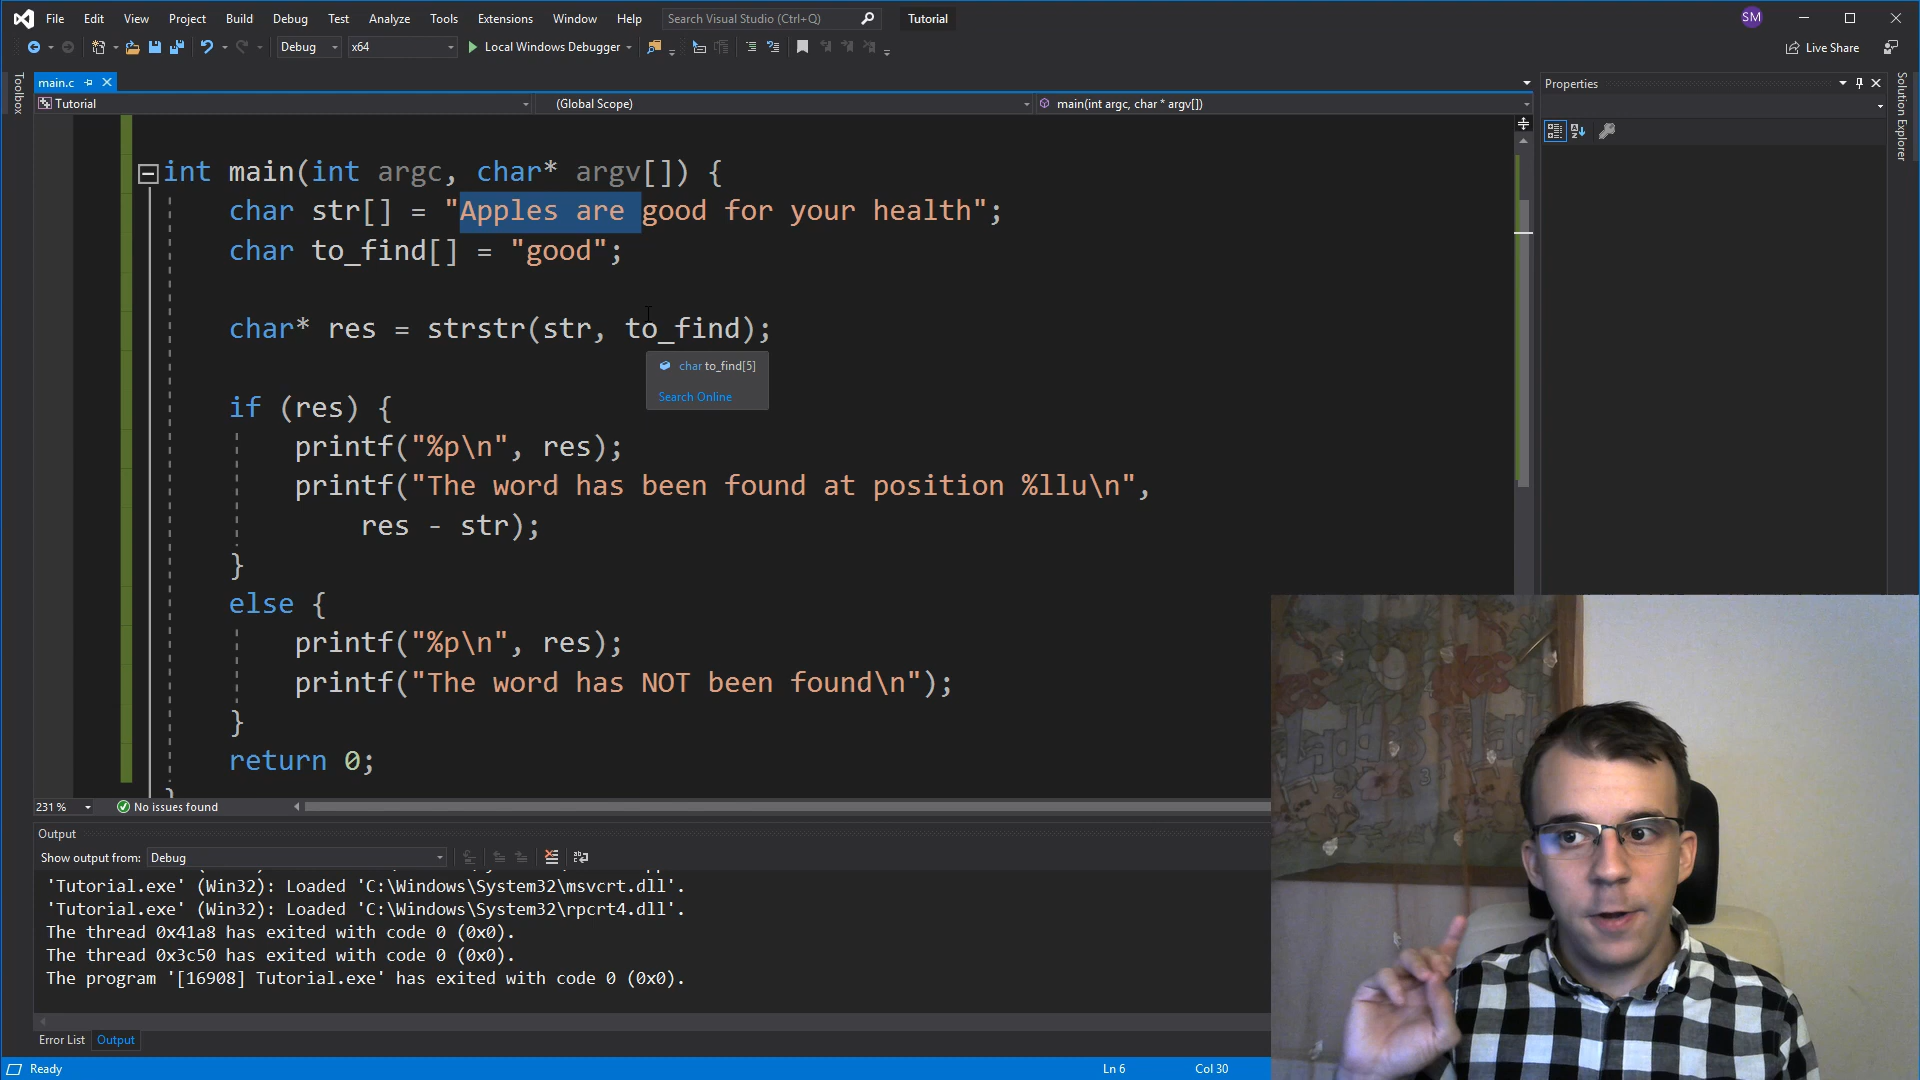 File Edit View Project Build Debug Test Analyze Tools Extensions Window Help Search Visual Studio (Ctrl+Q) Tutorial SM
Debug x64 Local Windows Debugger Live Share
Toolbox
main.c
Properties
Solution Explorer
Tutorial (Global Scope) main(int argc, char * argv[])
int main(int argc, char* argv[]) {
char str[] = "Apples are good for your health";
char to_find[] = "good";
char* res = strstr(str, to_find);
char to_find[5]
Search Online
if (res) {
printf("%p\n", res);
printf("The word has been found at position %llu\n",
res - str);
}
else {
printf("%p\n", res);
printf("The word has NOT been found\n");
}
return 0;
}
231 % No issues found
Output
Show output from: Debug
'Tutorial.exe' (Win32): Loaded 'C:\Windows\System32\msvcrt.dll'.
'Tutorial.exe' (Win32): Loaded 'C:\Windows\System32\rpcrt4.dll'.
The thread 0x41a8 has exited with code 0 (0x0).
The thread 0x3c50 has exited with code 0 (0x0).
The program '[16908] Tutorial.exe' has exited with code 0 (0x0).
Error List Output
Ready Ln 6 Col 30